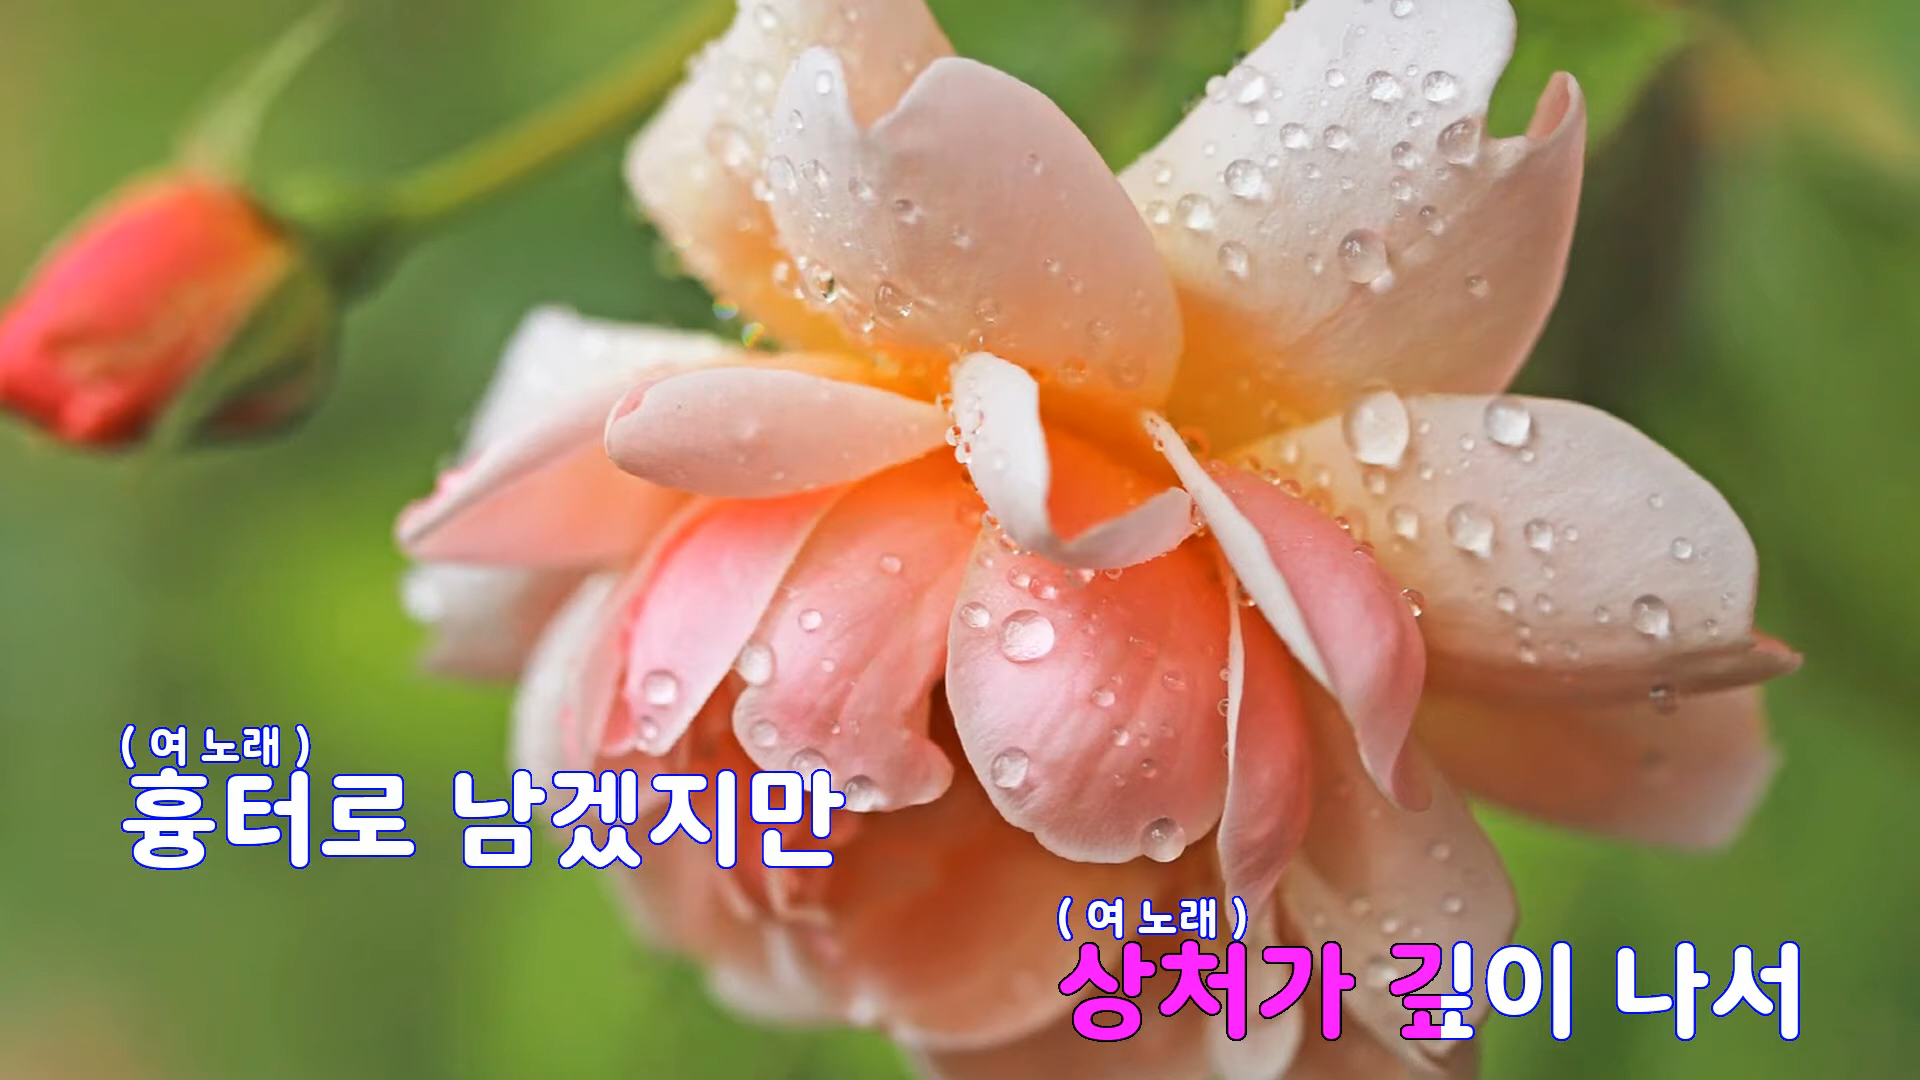 ( 여 노래 )
흉터로 남겠지만
( 여 노래 )
상처가 깊이 나서